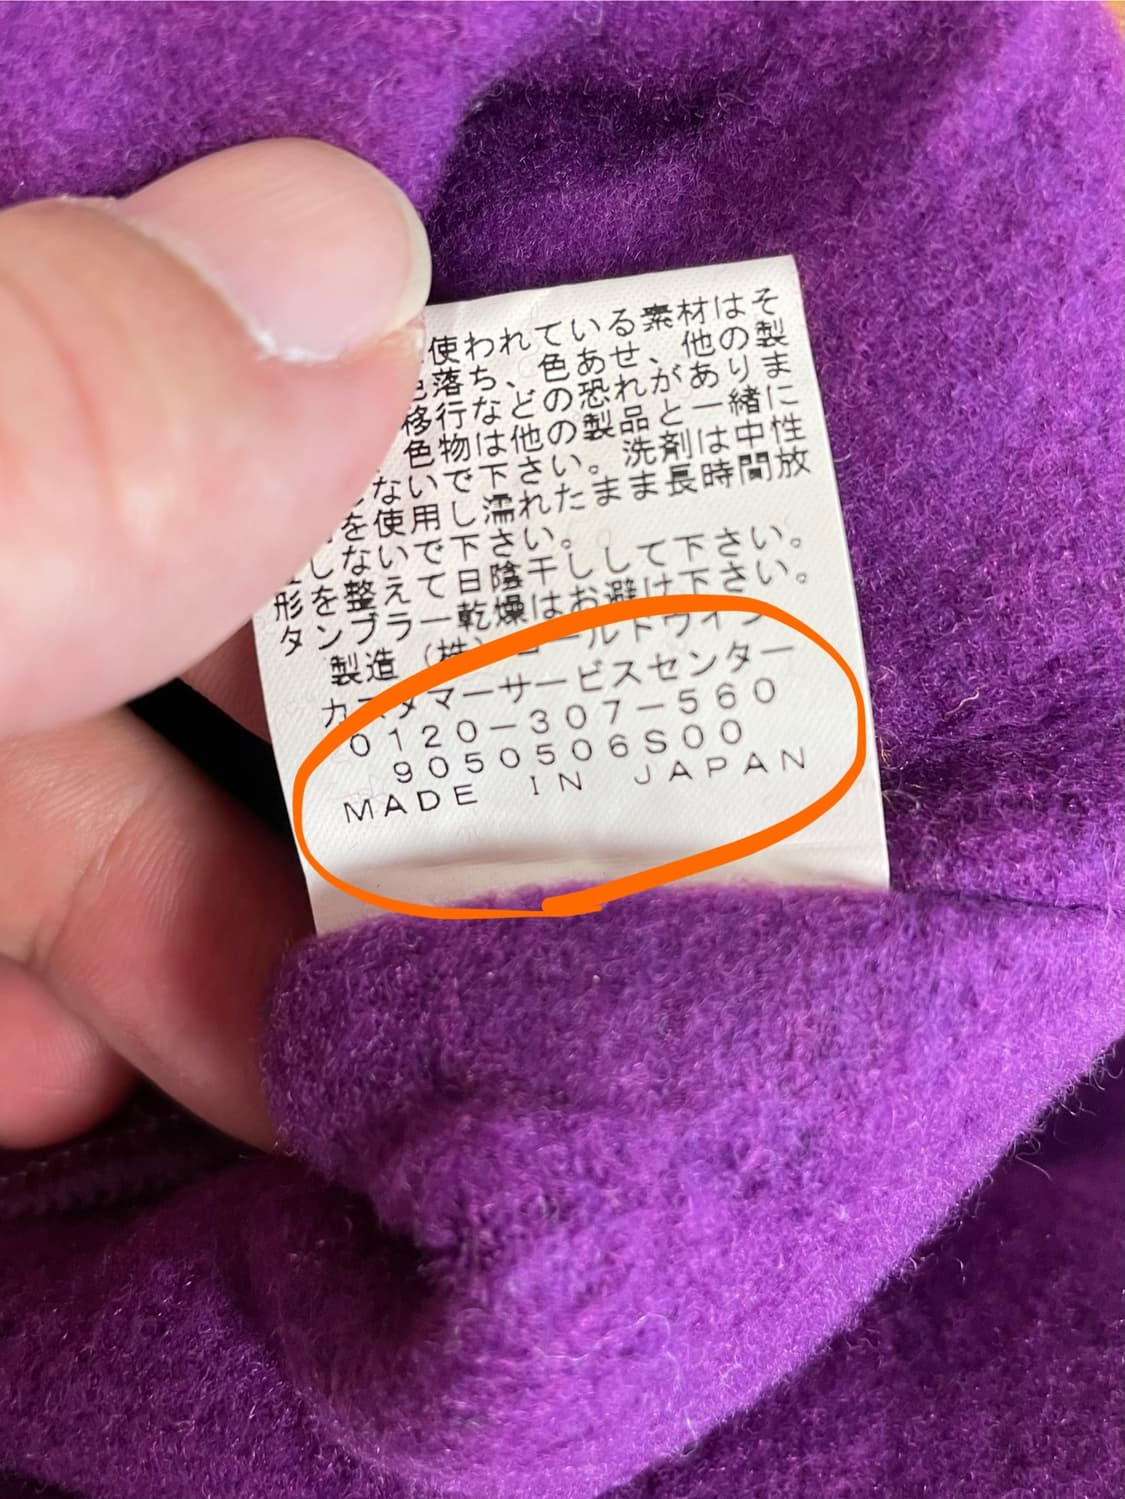 使われている素材はそ
落ち、色あせ、他の製
移行などの恐れがありま
色物は他の製品と一緒に
ないで下さい。洗剤は中性
を使用し濡れたまま長時間放
しないで下さい。
形を整えて日陰干しして下さい。
タンブラー乾燥はお避け下さい。
製造 (株)ゴールドウイン
カスタマーサービスセンター
0120-307-560
9050506S00
MADE IN JAPAN